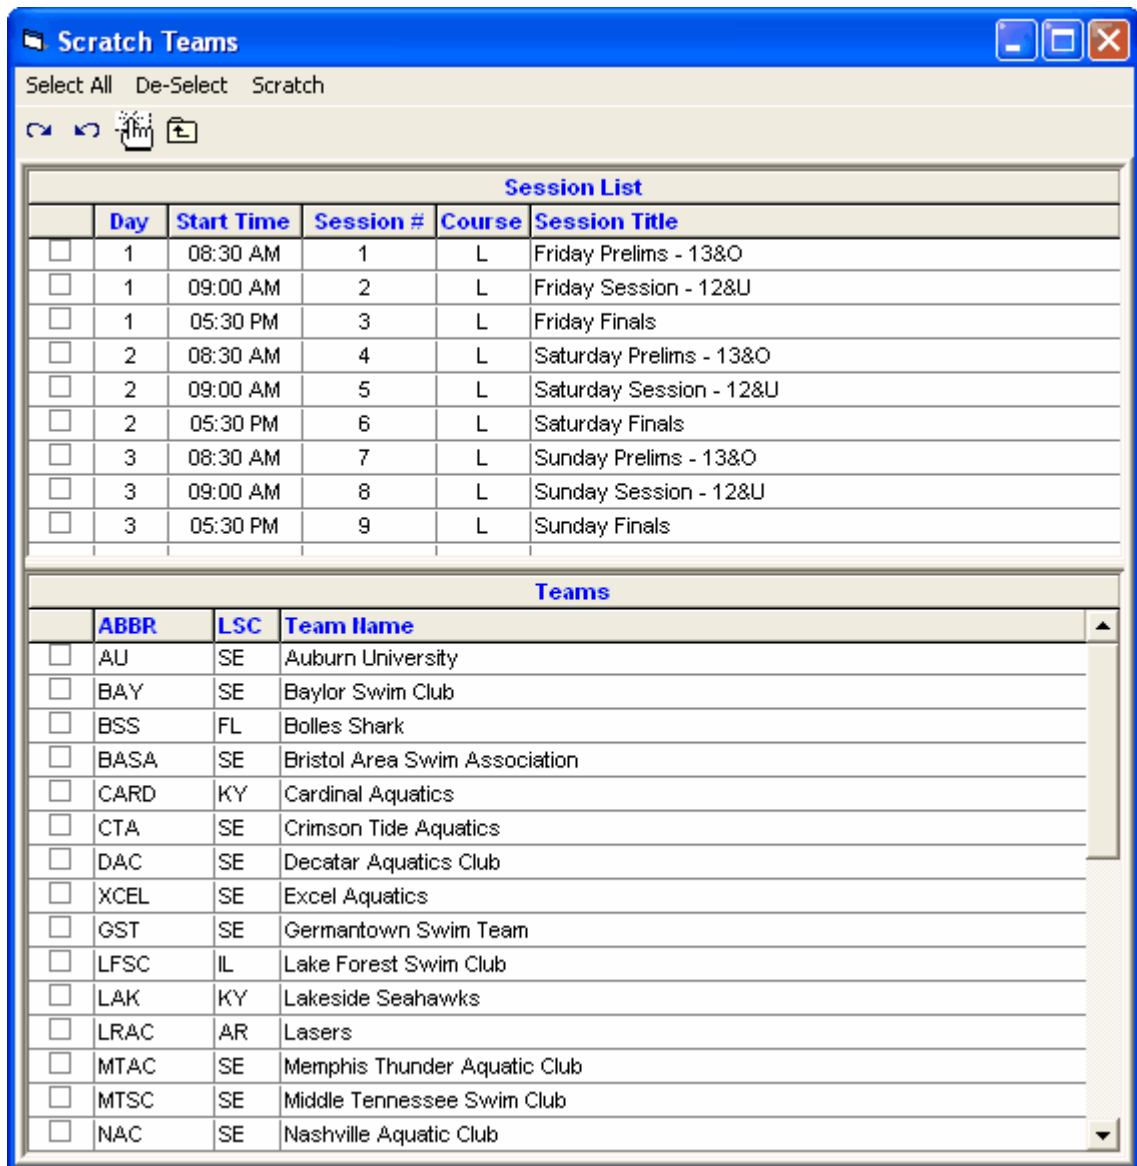 Scratch Teams
Select All De-Select Scratch
Session List
Day Start Time Session # Course Session Title
1 08:30 AM 1 L Friday Prelims - 13&O
1 09:00 AM 2 L Friday Session - 12&U
1 05:30 PM 3 L Friday Finals
2 08:30 AM 4 L Saturday Prelims - 13&O
2 09:00 AM 5 L Saturday Session - 12&U
2 05:30 PM 6 L Saturday Finals
3 08:30 AM 7 L Sunday Prelims - 13&O
3 09:00 AM 8 L Sunday Session - 12&U
3 05:30 PM 9 L Sunday Finals
Teams
ABBR LSC Team Name
AU SE Auburn University
BAY SE Baylor Swim Club
BSS FL Bolles Shark
BASA SE Bristol Area Swim Association
CARD KY Cardinal Aquatics
CTA SE Crimson Tide Aquatics
DAC SE Decatar Aquatics Club
XCEL SE Excel Aquatics
GST SE Germantown Swim Team
LFSC IL Lake Forest Swim Club
LAK KY Lakeside Seahawks
LRAC AR Lasers
MTAC SE Memphis Thunder Aquatic Club
MTSC SE Middle Tennessee Swim Club
NAC SE Nashville Aquatic Club